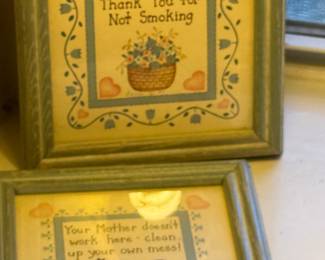 Thank You for
Not Smoking
Your Mother doesn't
work here - clean
up your own mess!